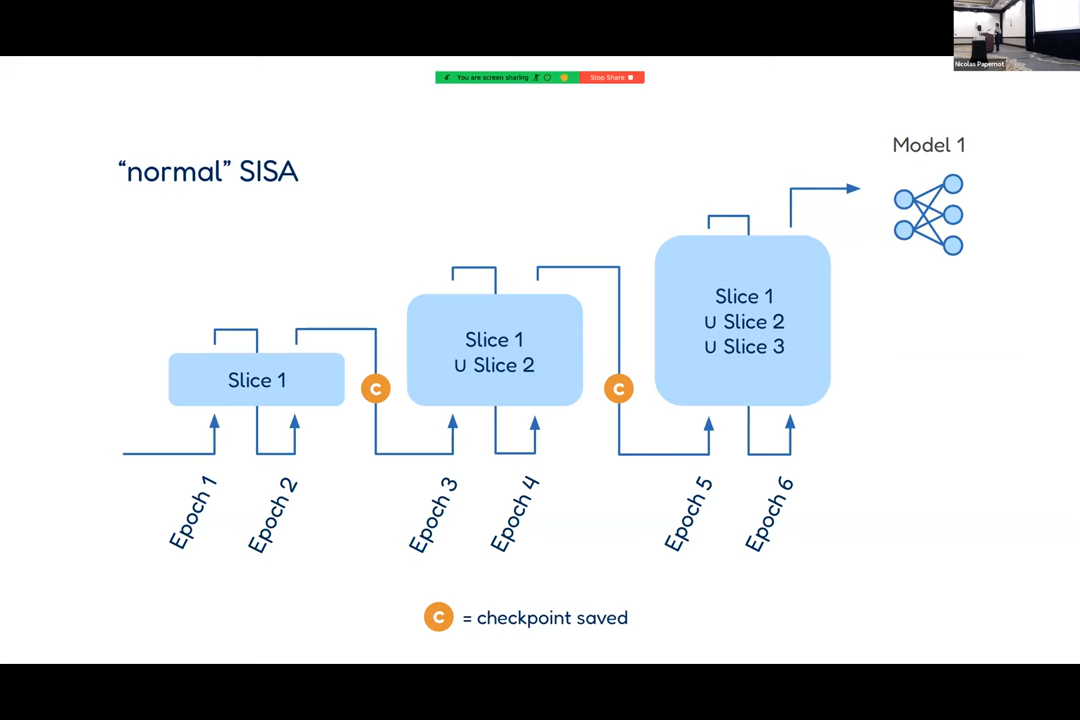 Nicolas Papernot
You are screen sharing
Stop Share
Model 1
“normal” SISA
Slice 1
Slice 1
∪ Slice 2
Slice 1
∪ Slice 2
∪ Slice 3
C
C
Epoch 1
Epoch 2
Epoch 3
Epoch 4
Epoch 5
Epoch 6
C = checkpoint saved